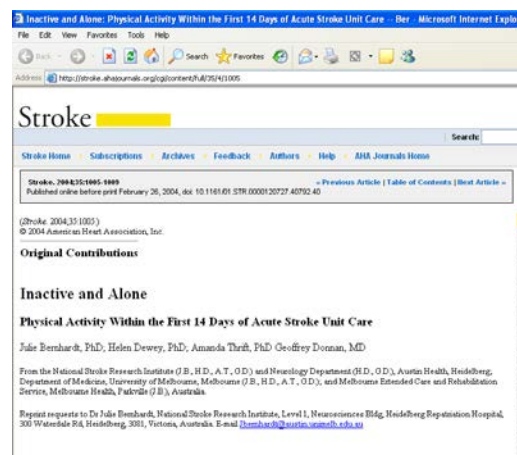 Inactive and Alone: Physical Activity Within the First 14 Days of Acute Stroke Unit Care -- Ber - Microsoft Internet Explo
File Edit View Favorites Tools Help
Back Search Favorites
Address http://stroke.ahajournals.org/cgi/content/full/35/4/1005
Stroke
Search:
Stroke Home Subscriptions Archives Feedback Authors Help AHA Journals Home
Stroke. 2004;35:1005-1009 « Previous Article | Table of Contents | Next Article »
Published online before print February 26, 2004, doi: 10.1161/01.STR.0000120727.40792.40
(Stroke. 2004;35:1005.)
© 2004 American Heart Association, Inc.
Original Contributions
Inactive and Alone
Physical Activity Within the First 14 Days of Acute Stroke Unit Care
Julie Bernhardt, PhD; Helen Dewey, PhD; Amanda Thrift, PhD Geoffrey Donnan, MD
From the National Stroke Research Institute (J.B., H.D., A.T., G.D.) and Neurology Department (H.D., G.D.), Austin Health, Heidelberg,
Department of Medicine, University of Melbourne, Melbourne (J.B., H.D., A.T., G.D.); and Melbourne Extended Care and Rehabilitation
Service, Melbourne Health, Parkville (J.B.), Australia.
Reprint requests to Dr Julie Bernhardt, National Stroke Research Institute, Level 1, Neurosciences Bldg, Heidelberg Repatriation Hospital,
300 Waterdale Rd, Heidelberg, 3081, Victoria, Australia. E-mail j.bernhardt@austin.unimelb.edu.au